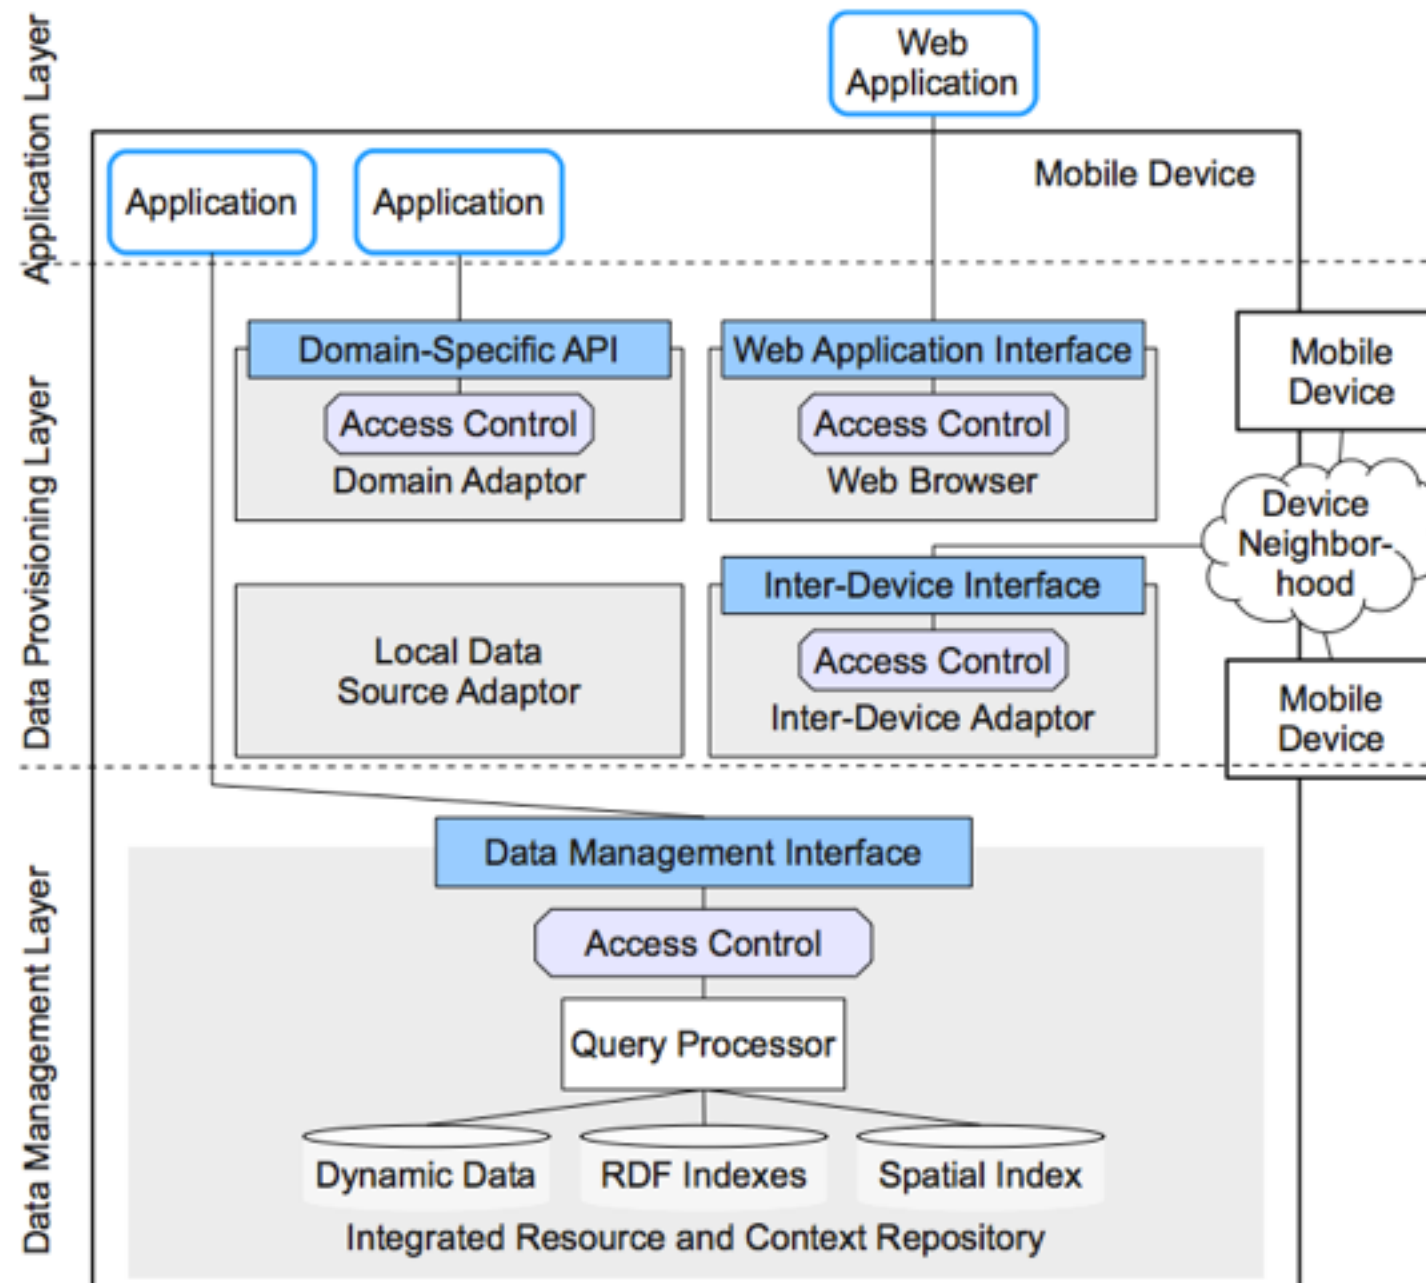 Application Layer
Web
Application
Mobile Device
Application
Application
Data Provisioning Layer
Domain-Specific API
Access Control
Domain Adaptor
Web Application Interface
Access Control
Web Browser
Mobile
Device
Device
Neighbor-
hood
Local Data
Source Adaptor
Inter-Device Interface
Access Control
Inter-Device Adaptor
Mobile
Device
Data Management Layer
Data Management Interface
Access Control
Query Processor
Dynamic Data
RDF Indexes
Spatial Index
Integrated Resource and Context Repository